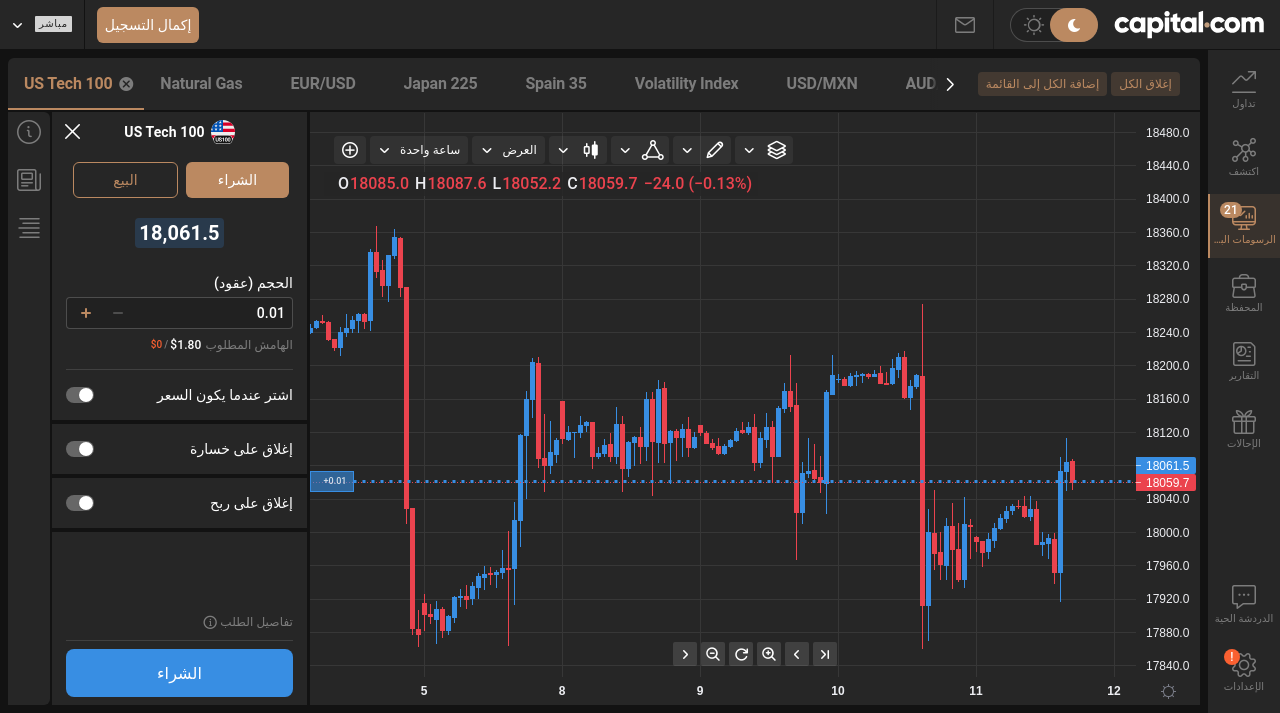 مباشر
إكمال التسجيل
capital.com
US Tech 100
Natural Gas
EUR/USD
Japan 225
Spain 35
Volatility Index
USD/MXN
AUD
إضافة الكل إلى القائمة
إغلاق الكل
US Tech 100
US100
البيع
الشراء
18,061.5
الحجم (عقود)
+ − 0.01
الهامش المطلوب $1.80 / $0
اشتر عندما يكون السعر
إغلاق على خسارة
إغلاق على ربح
تفاصيل الطلب
الشراء
ساعة واحدة
العرض
O18085.0 H18087.6 L18052.2 C18059.7 −24.0 (−0.13%)
+0.01
18480.0
18440.0
18400.0
18360.0
18320.0
18280.0
18240.0
18200.0
18160.0
18120.0
18061.5
18059.7
18040.0
18000.0
17960.0
17920.0
17880.0
17840.0
5 8 9 10 11 12
تداول
اكتشف
21
الرسومات الب...
المحفظة
التقارير
الإحالات
الدردشة الحية
!
الإعدادات